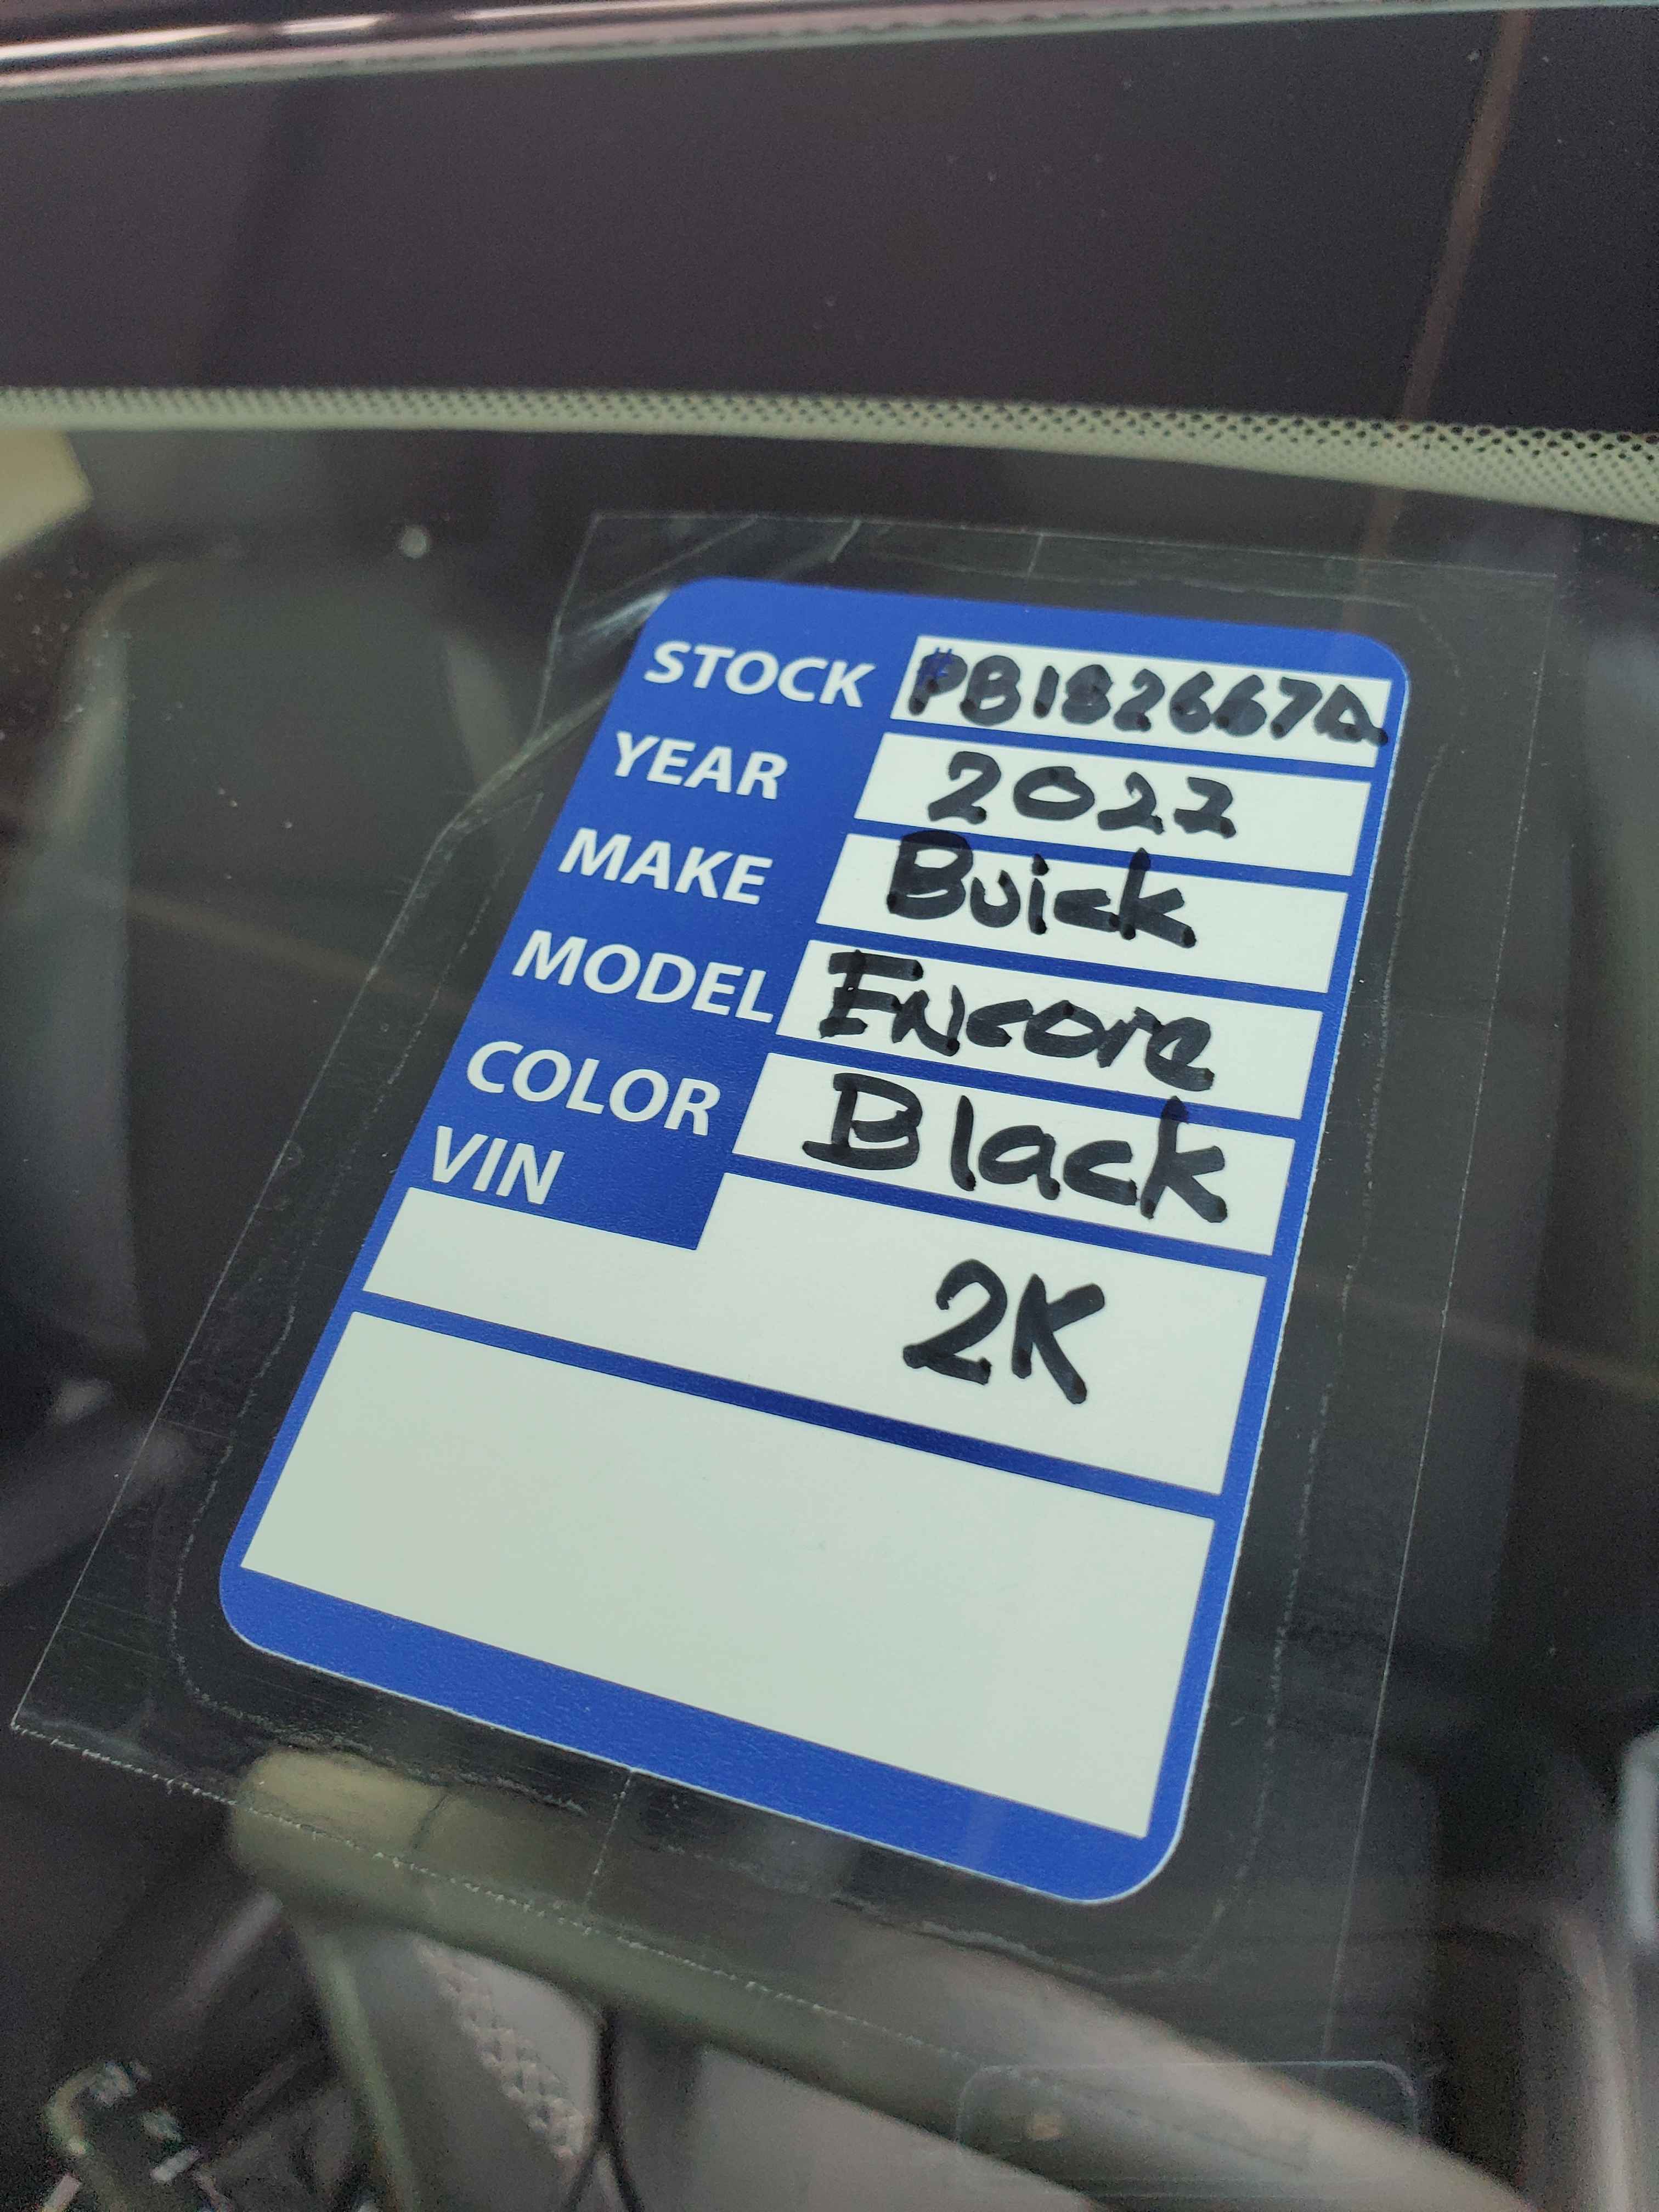 STOCK #PB182667A
YEAR 2022
MAKE Buick
MODEL Encore
COLOR Black
VIN
2K